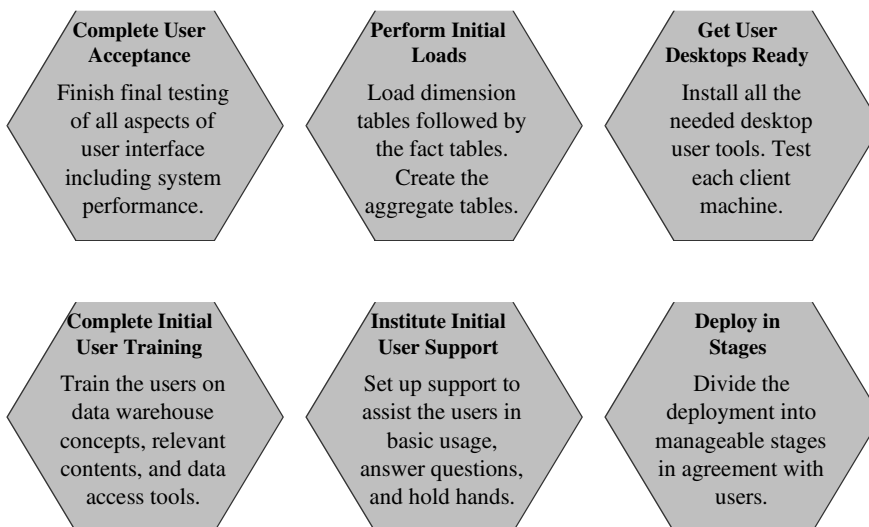 Complete User
Acceptance
Finish final testing
of all aspects of
user interface
including system
performance.
Perform Initial
Loads
Load dimension
tables followed by
the fact tables.
Create the
aggregate tables.
Get User
Desktops Ready
Install all the
needed desktop
user tools. Test
each client
machine.
Complete Initial
User Training
Train the users on
data warehouse
concepts, relevant
contents, and data
access tools.
Institute Initial
User Support
Set up support to
assist the users in
basic usage,
answer questions,
and hold hands.
Deploy in
Stages
Divide the
deployment into
manageable stages
in agreement with
users.